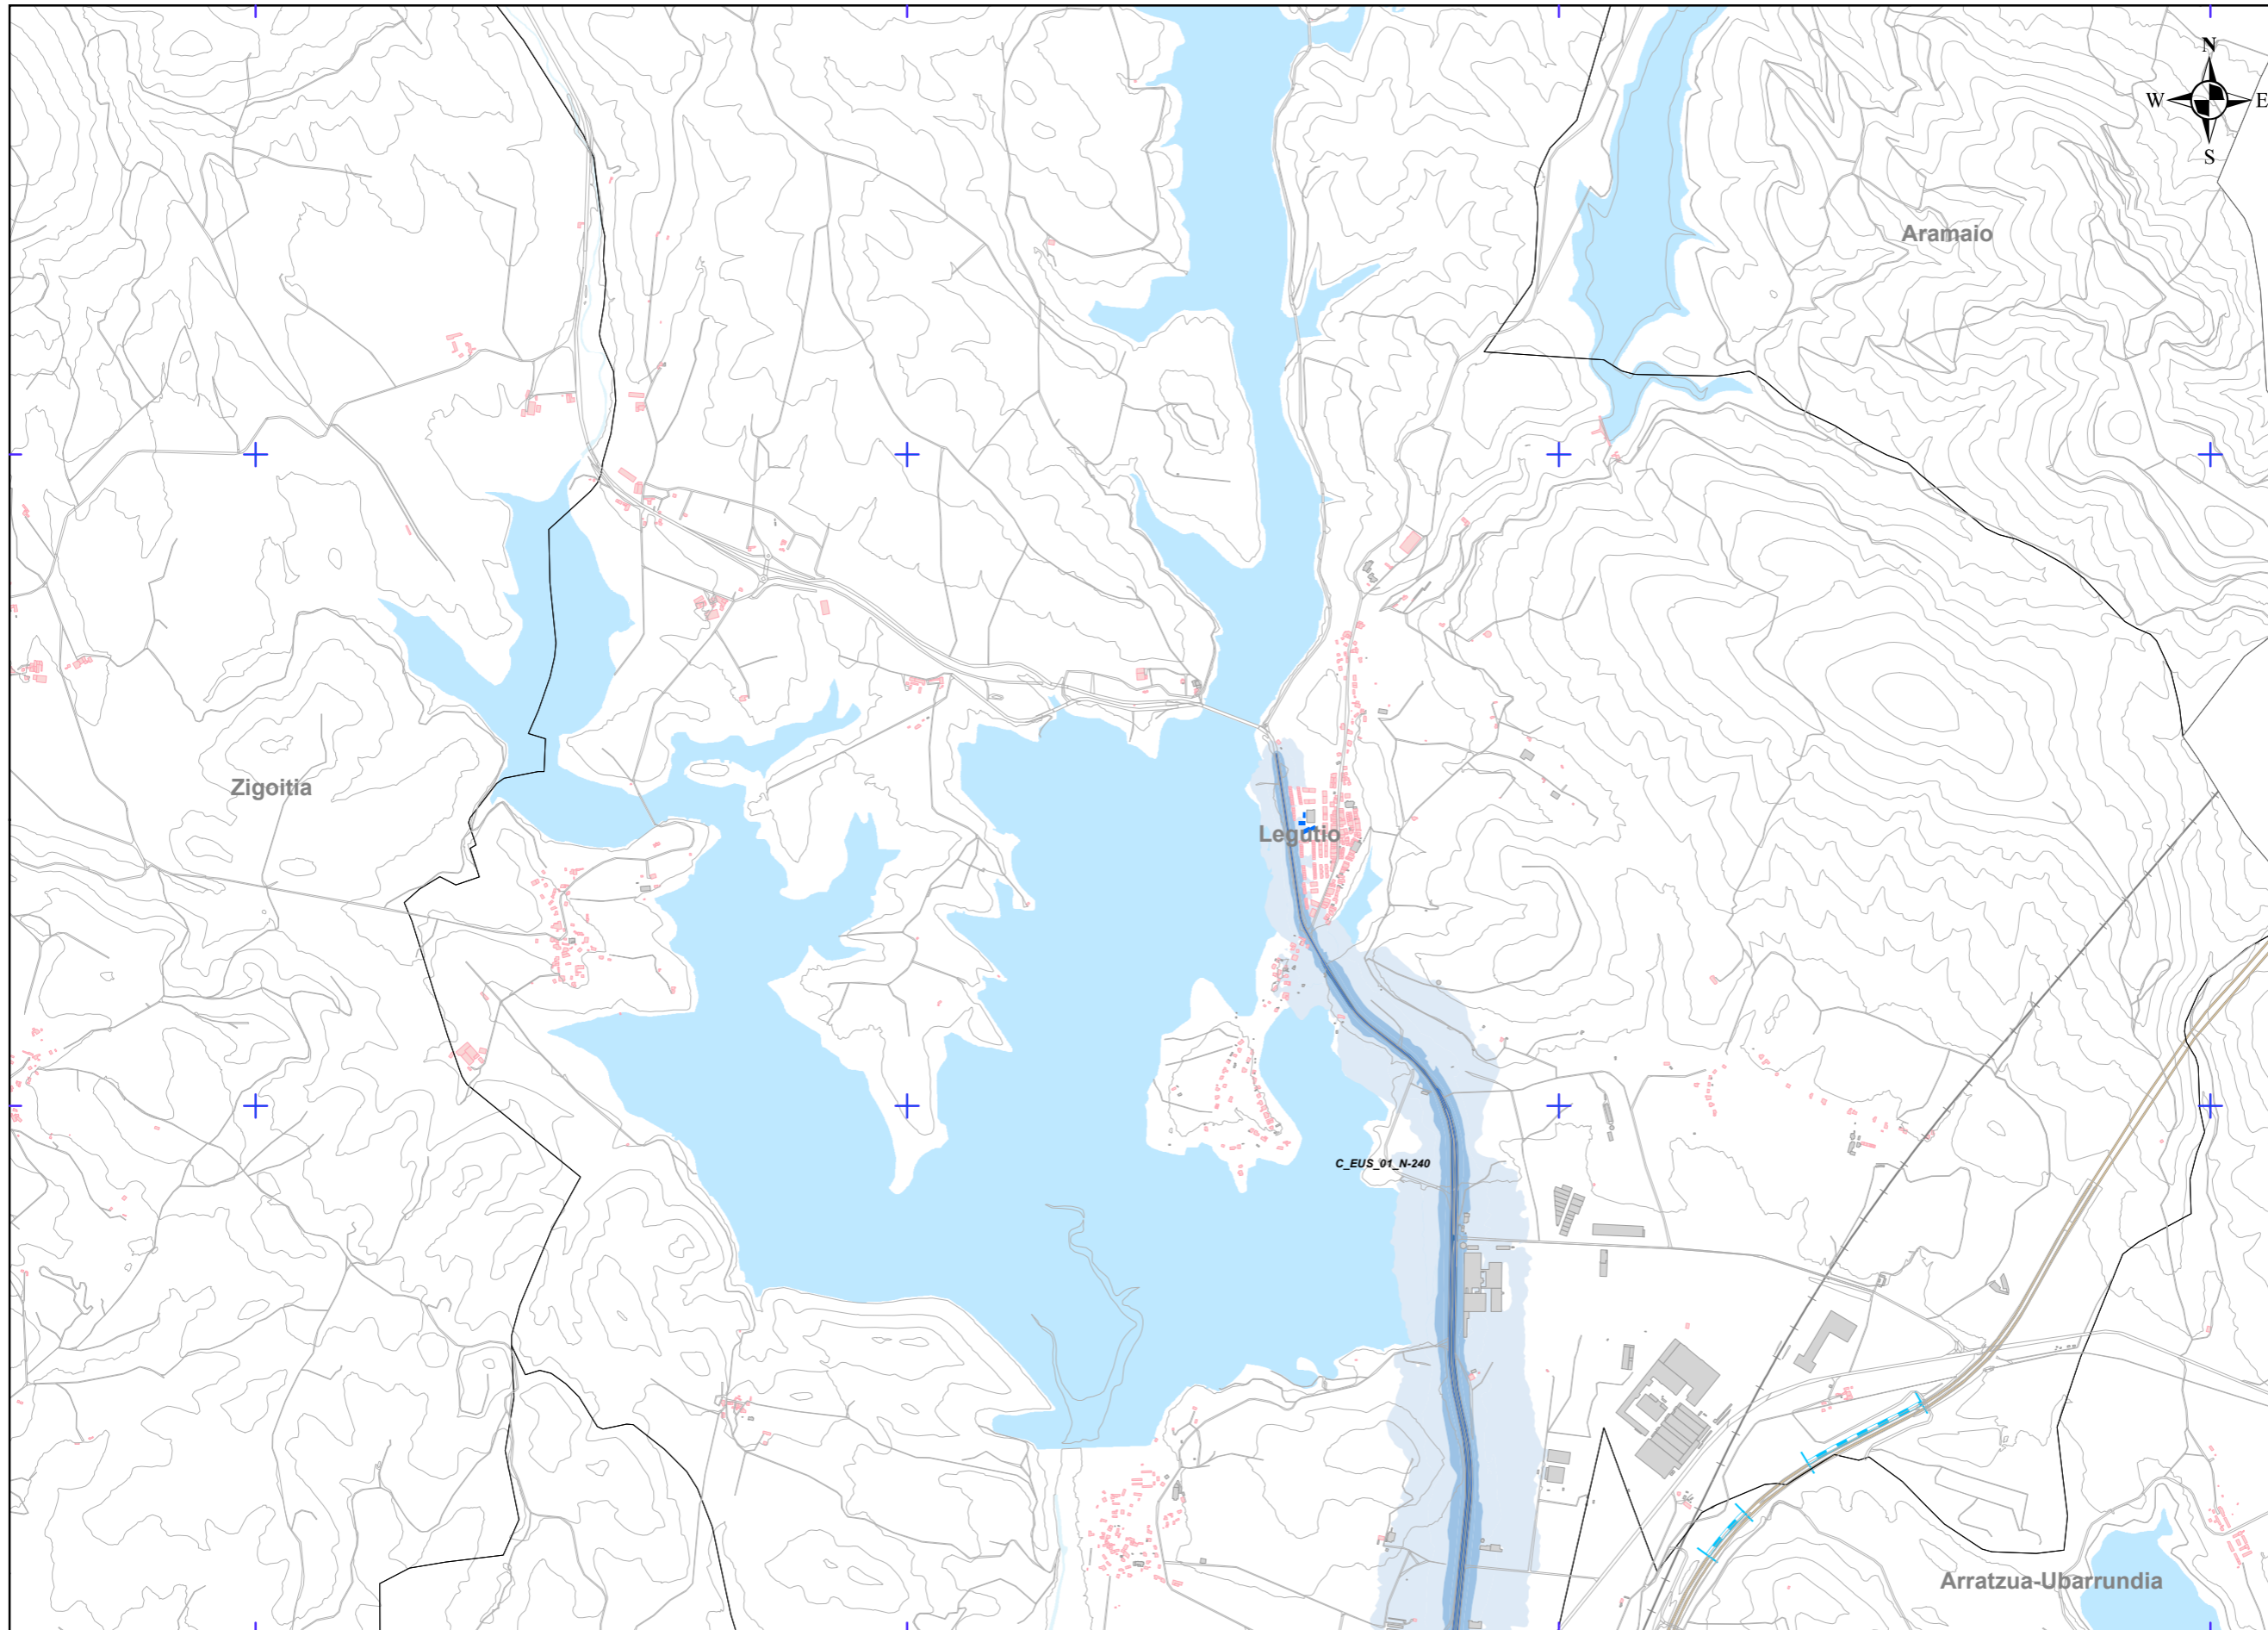 N
W E
S
Aramaio
Zigoitia
Legutio
C_EUS_01_N-240
Arratzua-Ubarrundia